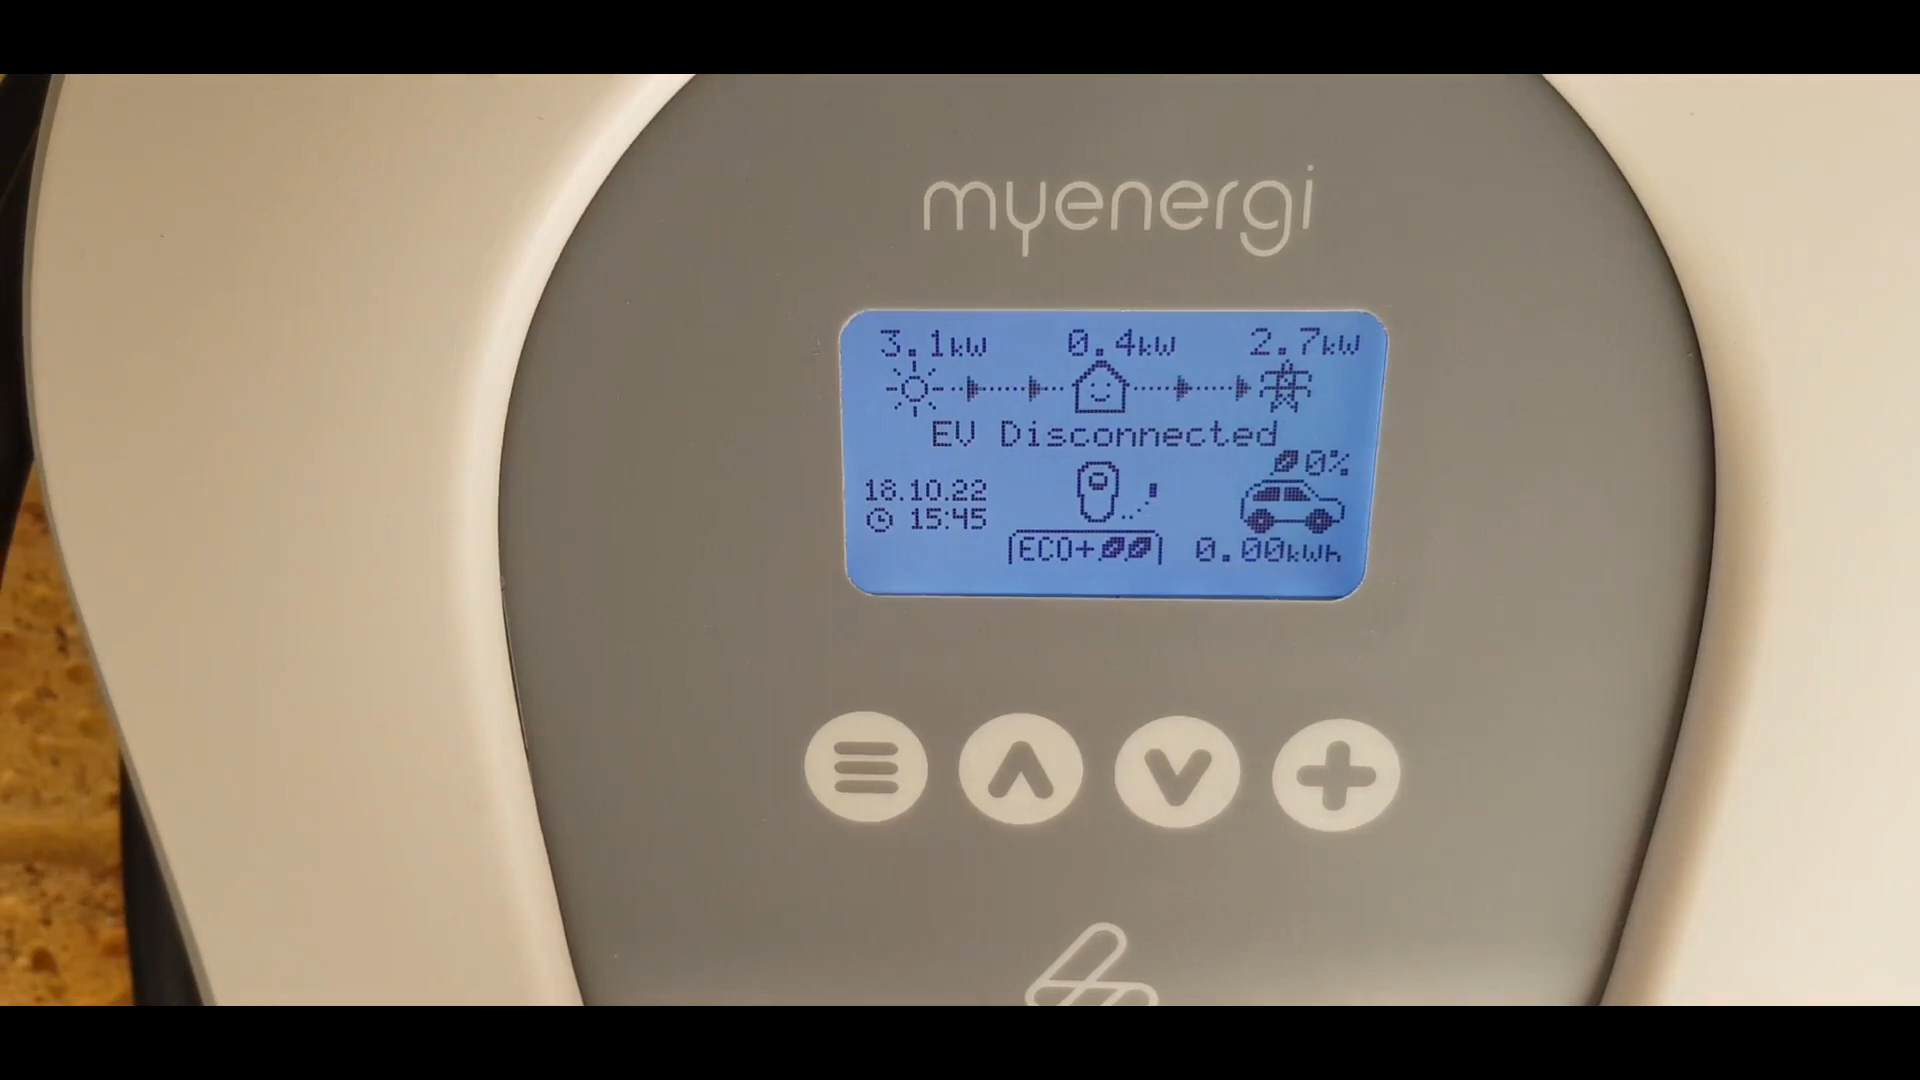 myenergi
3.1kW 0.4kW 2.7kW
EV Disconnected
0%
18.10.22
15:45
ECO+ 0.00kWh